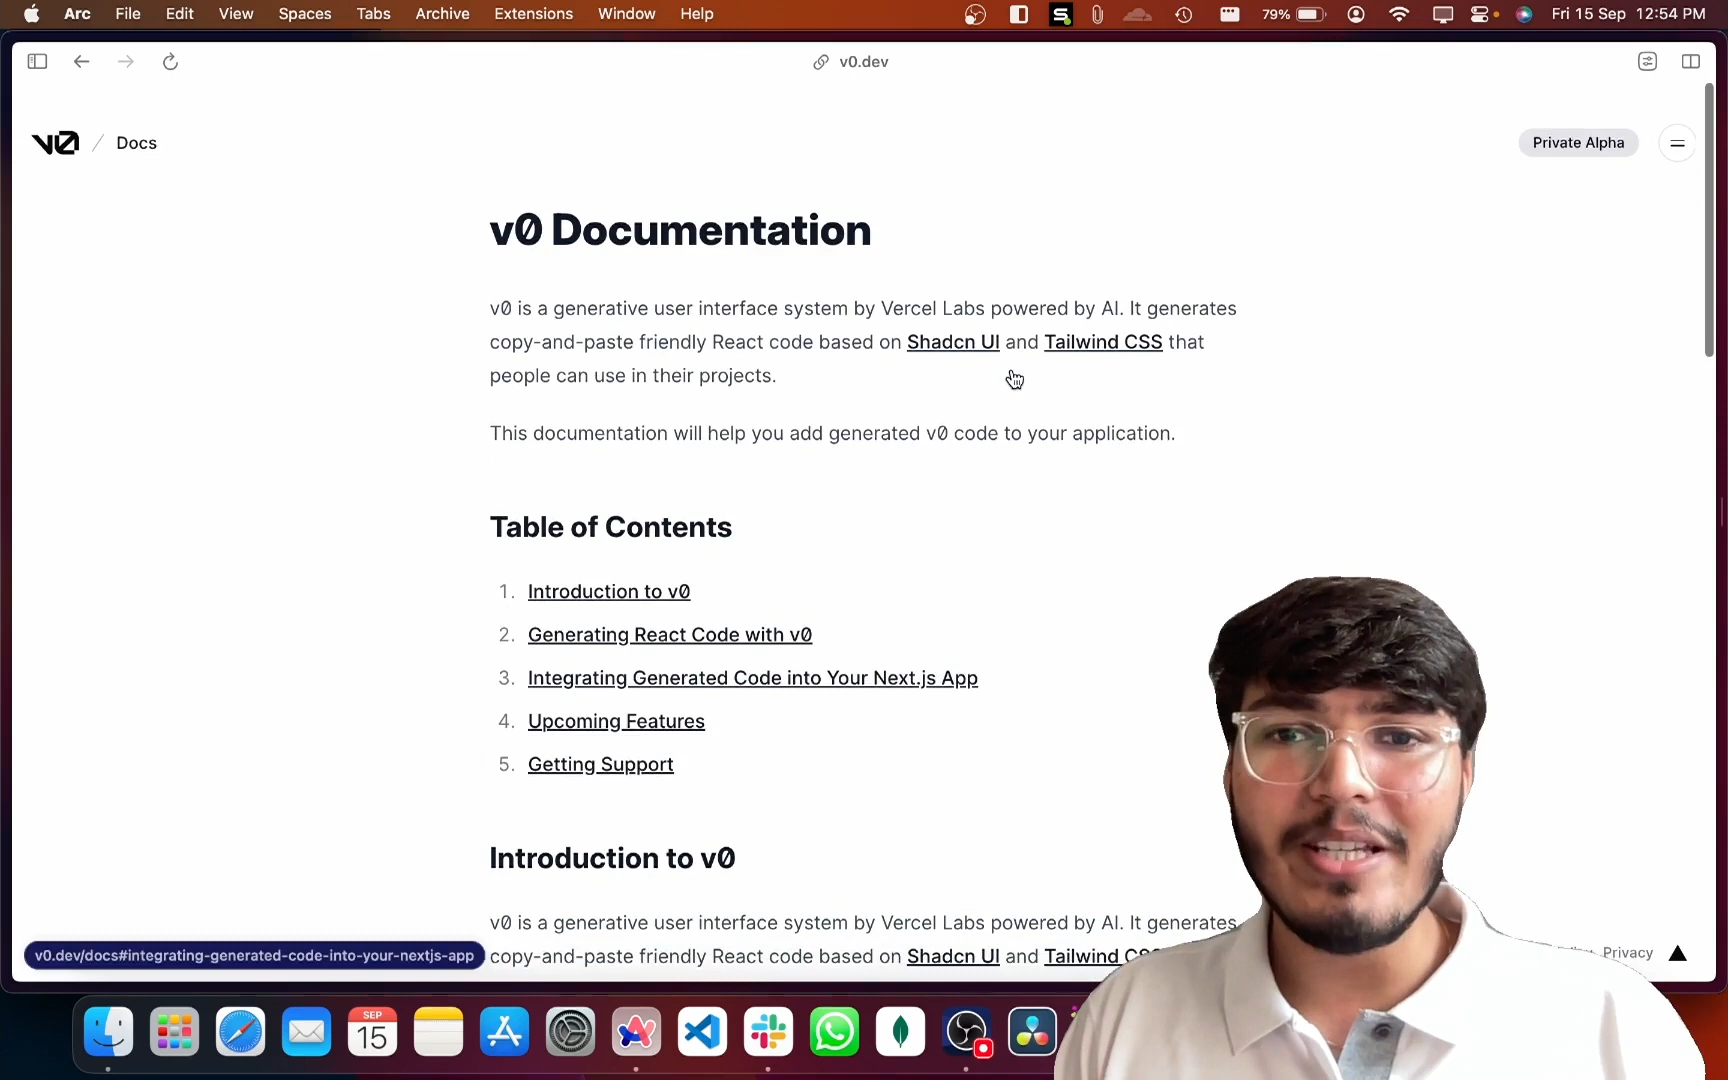 Arc File Edit View Spaces Tabs Archive Extensions Window Help 79% Fri 15 Sep 12:54 PM
v0.dev
v0 / Docs Private Alpha
v0 Documentation
v0 is a generative user interface system by Vercel Labs powered by AI. It generates
copy-and-paste friendly React code based on Shadcn UI and Tailwind CSS that
people can use in their projects.
This documentation will help you add generated v0 code to your application.
Table of Contents
1. Introduction to v0
2. Generating React Code with v0
3. Integrating Generated Code into Your Next.js App
4. Upcoming Features
5. Getting Support
Introduction to v0
v0 is a generative user interface system by Vercel Labs powered by AI. It generates
copy-and-paste friendly React code based on Shadcn UI and Tailwind
Privacy
v0.dev/docs#integrating-generated-code-into-your-nextjs-app
SEP
15